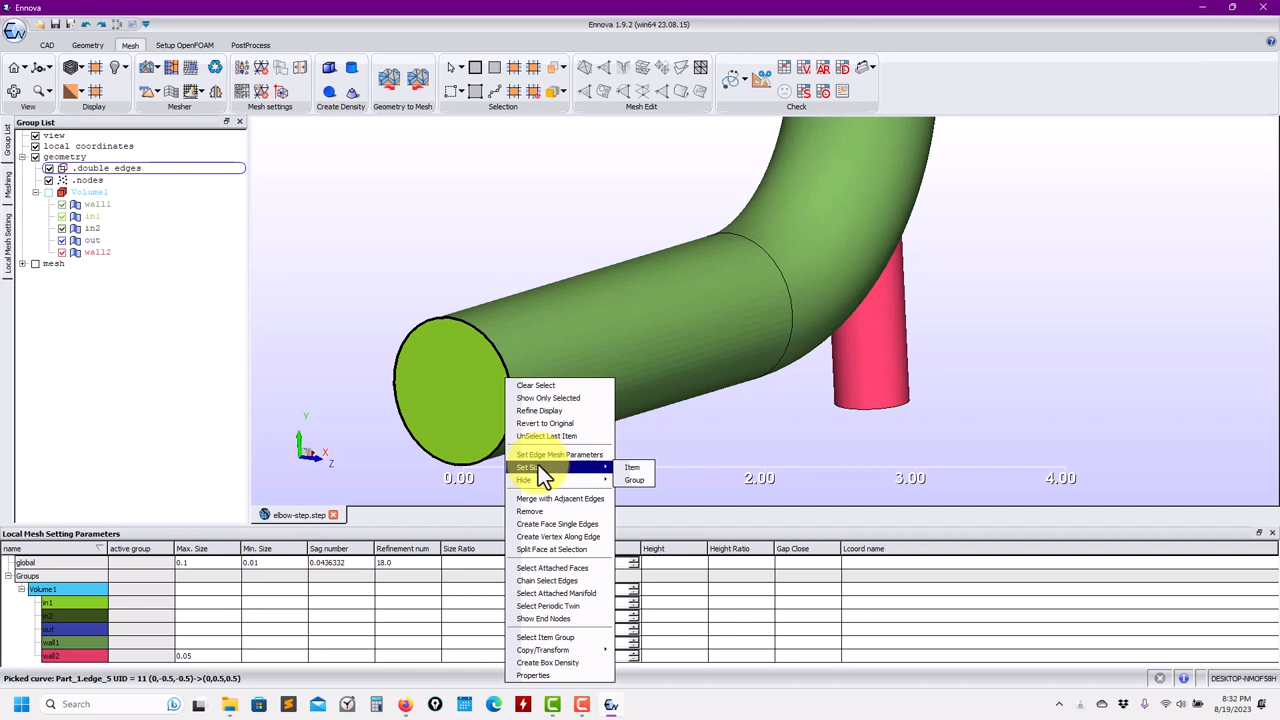 Ennova
Ennova 1.9.2 (win64 23.08.15)
CAD Geometry Mesh Setup OpenFOAM PostProcess
View Display Mesher Mesh settings Create Density Geometry to Mesh Selection Mesh Edit Check
Group List
Group List
Meshing
Local Mesh Setting
view
local coordinates
geometry
.double edges
.nodes
Volume1
wall1
in1
in2
out
wall2
mesh
Y
X
Z
0.00 2.00 3.00 4.00
Clear Select
Show Only Selected
Refine Display
Revert to Original
UnSelect Last Item
Set Edge Mesh Parameters
Item
Hide
Group
Merge with Adjacent Edges
Remove
Create Face Single Edges
Create Vertex Along Edge
Split Face at Selection
Select Attached Faces
Chain Select Edges
Select Attached Manifold
Select Periodic Twin
Show End Nodes
Select Item Group
Copy/Transform
Create Box Density
Properties
elbow-step.step
Local Mesh Setting Parameters
name active group Max. Size Min. Size Sag number Refinement num Size Ratio Height Height Ratio Gap Close Lcoord name
global 0.1 0.01 0.0436332 18.0
Groups
Volume1
in1
in2
out
wall1
wall2 0.05
Picked curve: Part_1.edge_5 UID = 11 (0,-0.5,-0.5)->(0,0.5,0.5)
DESKTOP-NMOF58H
Search
6:32 PM
8/19/2023